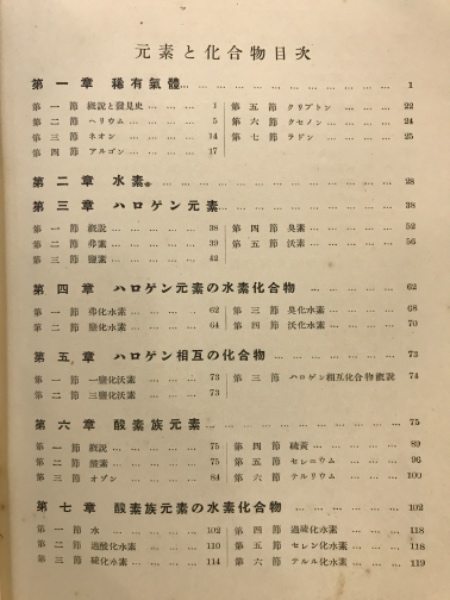 元素と化合物目次
第一章 稀有氣體 … … … … … … … … … … … 1
第一節 概説と發見史 … … … 1
第二節 ヘリウム … … … … 5
第三節 ネオン … … … … 14
第四節 アルゴン … … … … 17
第五節 クリプトン … … … … 22
第六節 クセノン … … … … 24
第七節 ラドン … … … … 25
第二章 水素 … … … … … … … … … … … 28
第三章 ハロゲン元素 … … … … … … … … … 38
第一節 概説 … … … … … 38
第二節 弗素 … … … … … 39
第三節 鹽素 … … … … … 42
第四節 臭素 … … … … … 52
第五節 沃素 … … … … … 56
第四章 ハロゲン元素の水素化合物 … … … … … … 62
第一節 弗化水素 … … … … 62
第二節 鹽化水素 … … … … 64
第三節 臭化水素 … … … … 68
第四節 沃化水素 … … … … 70
第五章 ハロゲン相互の化合物 … … … … … … … 73
第一節 一鹽化沃素 … … … 73
第二節 三鹽化沃素 … … … 73
第三節 ハロゲン相互化合物概説 74
第六章 酸素族元素 … … … … … … … … … 75
第一節 概説 … … … … … 75
第二節 酸素 … … … … … 75
第三節 オゾン … … … … 84
第四節 硫黄 … … … … … 89
第五節 セレニウム … … … 96
第六節 テルリウム … … … 100
第七章 酸素族元素の水素化合物 … … … … … … 102
第一節 水 … … … … … 102
第二節 過酸化水素 … … … 110
第三節 硫化水素 … … … … 114
第四節 過硫化水素 … … … 118
第五節 セレン化水素 … … … 118
第六節 テルル化水素 … … … 119